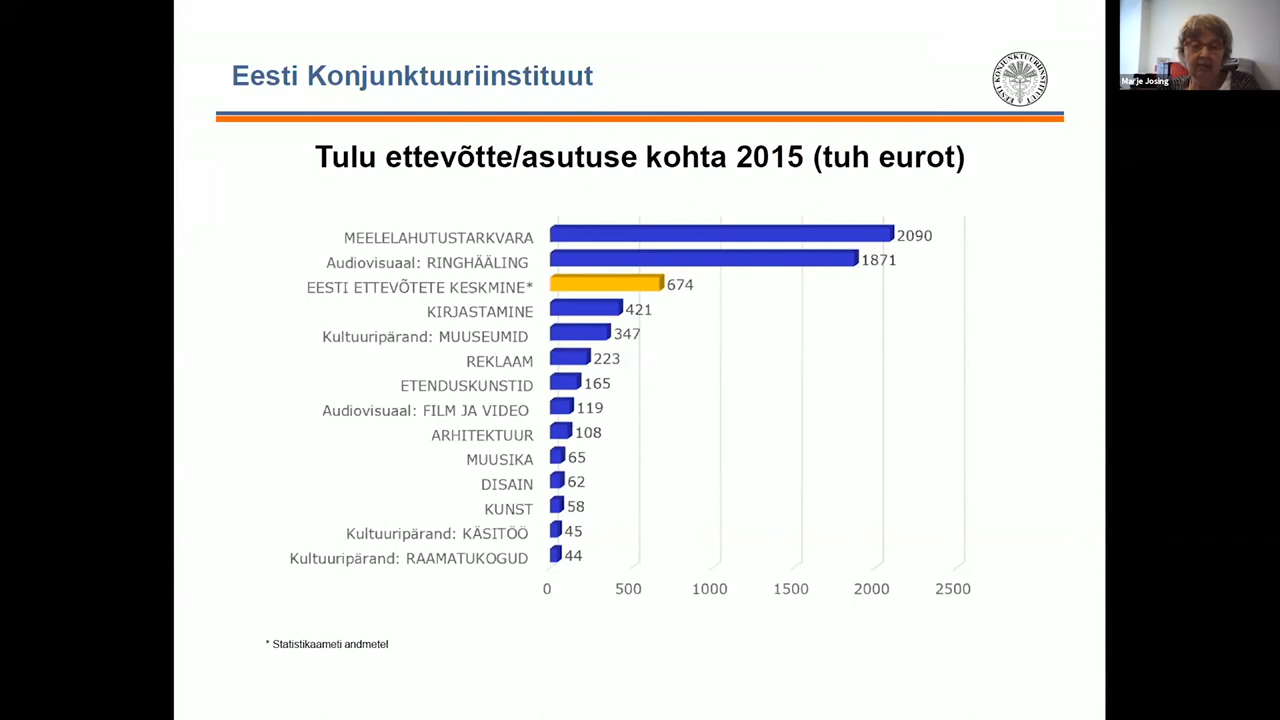 Eesti Konjunktuuriinstituut
Marje Josing
Tulu ettevõtte/asutuse kohta 2015 (tuh eurot)
MEELELAHUTUSTARKVARA 2090
Audiovisuaal: RINGHÄÄLING 1871
EESTI ETTEVÕTETE KESKMINE* 674
KIRJASTAMINE 421
Kultuuripärand: MUUSEUMID 347
REKLAAM 223
ETENDUSKUNSTID 165
Audiovisuaal: FILM JA VIDEO 119
ARHITEKTUUR 108
MUUSIKA 65
DISAIN 62
KUNST 58
Kultuuripärand: KÄSITÖÖ 45
Kultuuripärand: RAAMATUKOGUD 44
0 500 1000 1500 2000 2500
* Statistikaameti andmetel